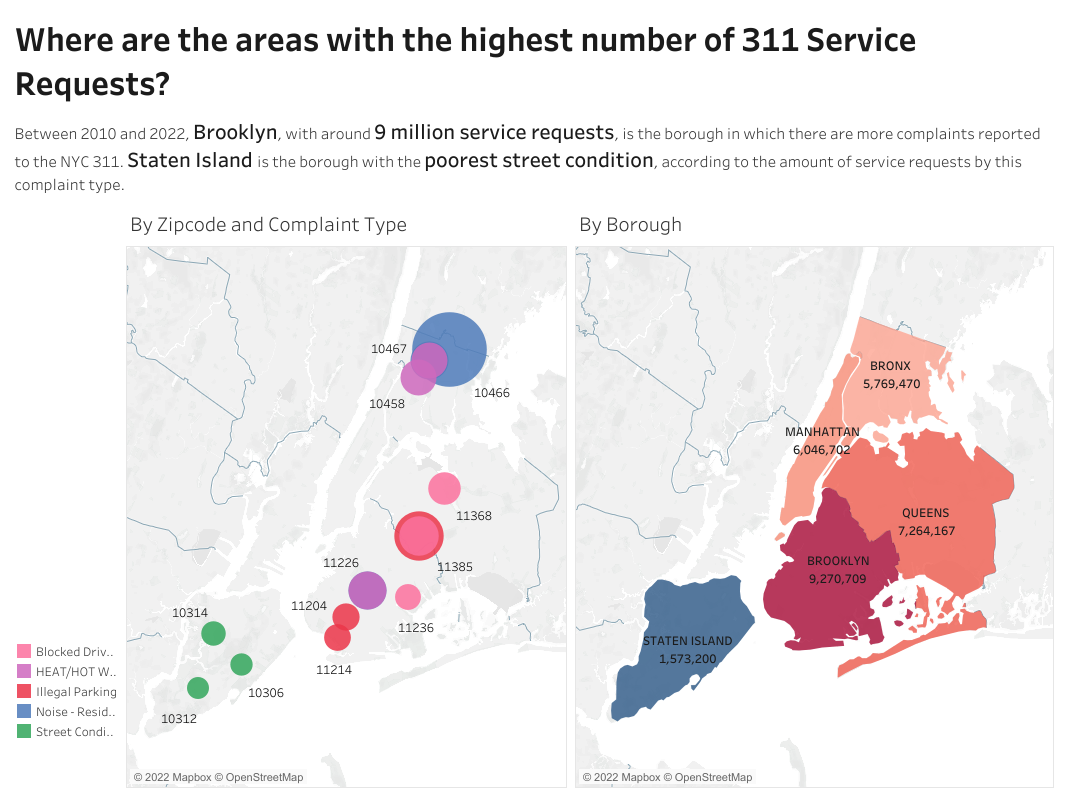 Where are the areas with the highest number of 311 Service
Requests?
Between 2010 and 2022, Brooklyn, with around 9 million service requests, is the borough in which there are more complaints reported
to the NYC 311. Staten Island is the borough with the poorest street condition, according to the amount of service requests by this
complaint type.
By Zipcode and Complaint Type
10467
10466
10458
11368
11385
11226
11204
11236
11214
10314
10306
10312
Blocked Driv..
HEAT/HOT W..
Illegal Parking
Noise - Resid..
Street Condi..
© 2022 Mapbox © OpenStreetMap
By Borough
BRONX
5,769,470
MANHATTAN
6,046,702
QUEENS
7,264,167
BROOKLYN
9,270,709
STATEN ISLAND
1,573,200
© 2022 Mapbox © OpenStreetMap